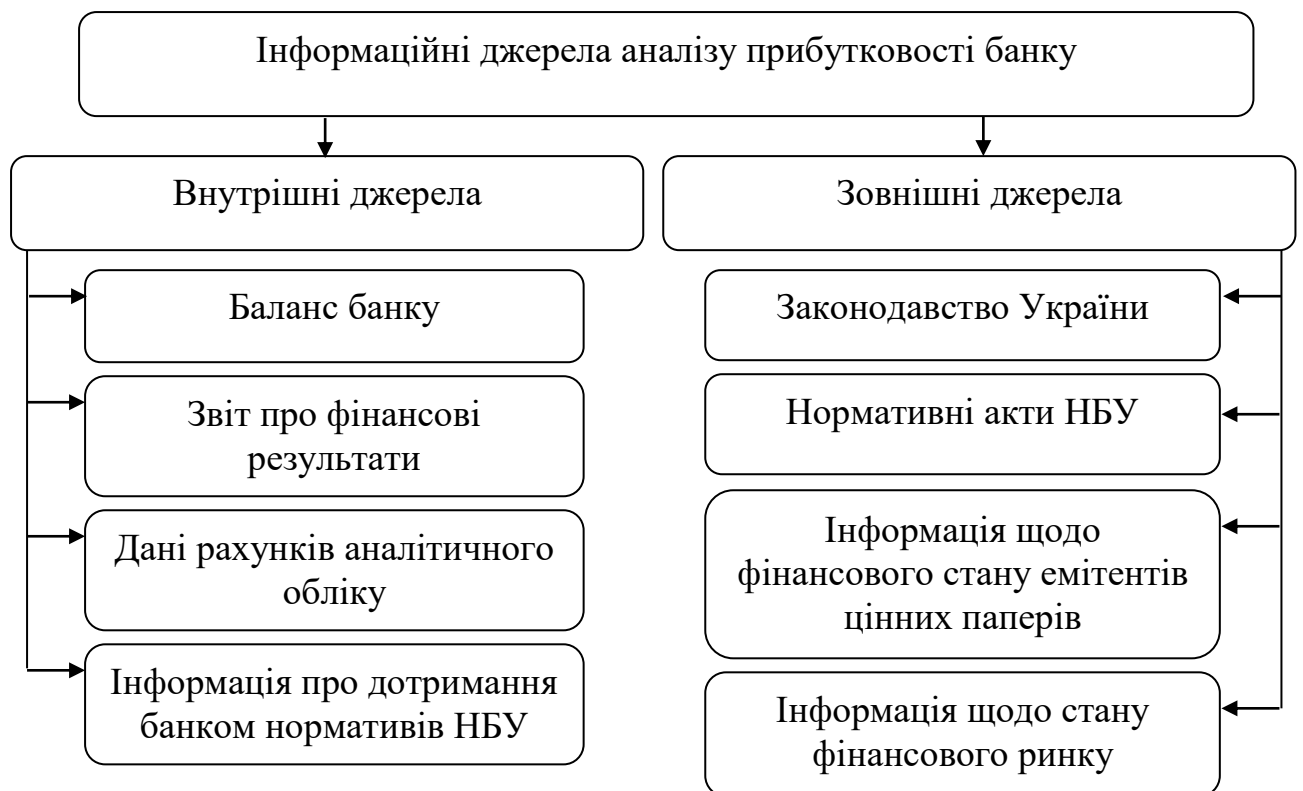 Інформаційні джерела аналізу прибутковості банку
Внутрішні джерела
Баланс банку
Звіт про фінансові
результати
Дані рахунків аналітичного
обліку
Інформація про дотримання
банком нормативів НБУ
Зовнішні джерела
Законодавство України
Нормативні акти НБУ
Інформація щодо
фінансового стану емітентів
цінних паперів
Інформація щодо стану
фінансового ринку